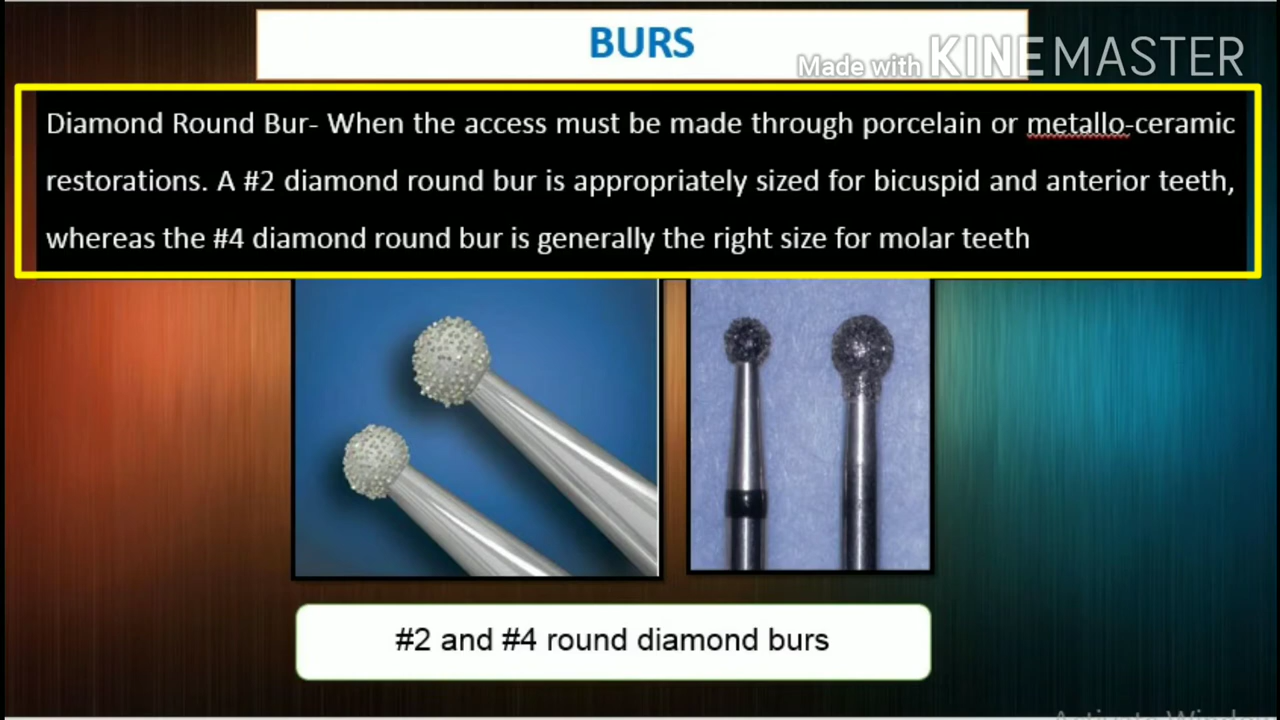 BURS
Made with KINEMASTER
Diamond Round Bur- When the access must be made through porcelain or metallo-ceramic
restorations. A #2 diamond round bur is appropriately sized for bicuspid and anterior teeth,
whereas the #4 diamond round bur is generally the right size for molar teeth
#2 and #4 round diamond burs